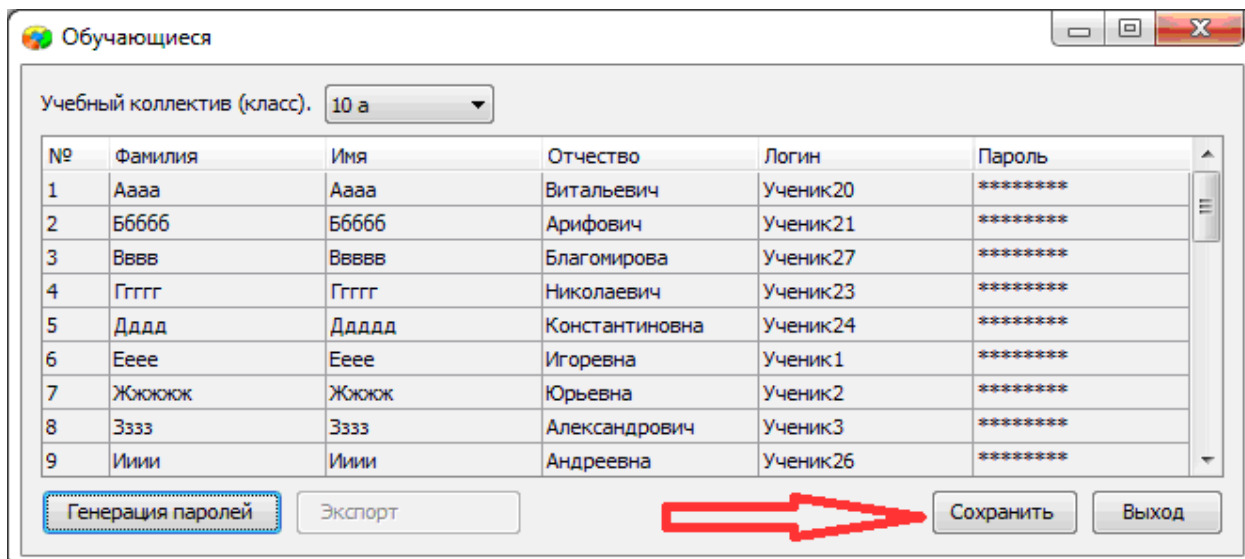 Обучающиеся
Учебный коллектив (класс). 10 а
№ Фамилия Имя Отчество Логин Пароль
1 Аааа Аааа Витальевич Ученик20 ********
2 Ббббб Ббббб Арифович Ученик21 ********
3 Вввв Ввввв Благомирова Ученик27 ********
4 Ггггг Ггггг Николаевич Ученик23 ********
5 Дддд Ддддд Константиновна Ученик24 ********
6 Ееее Ееее Игоревна Ученик1 ********
7 Жжжжж Жжжж Юрьевна Ученик2 ********
8 Зззз Зззз Александрович Ученик3 ********
9 Ииии Ииии Андреевна Ученик26 ********
Генерация паролей Экспорт Сохранить Выход